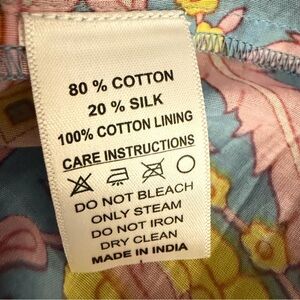 80 % COTTON
20 % SILK
100% COTTON LINING
CARE INSTRUCTIONS
DO NOT BLEACH
ONLY STEAM
DO NOT IRON
DRY CLEAN
MADE IN INDIA